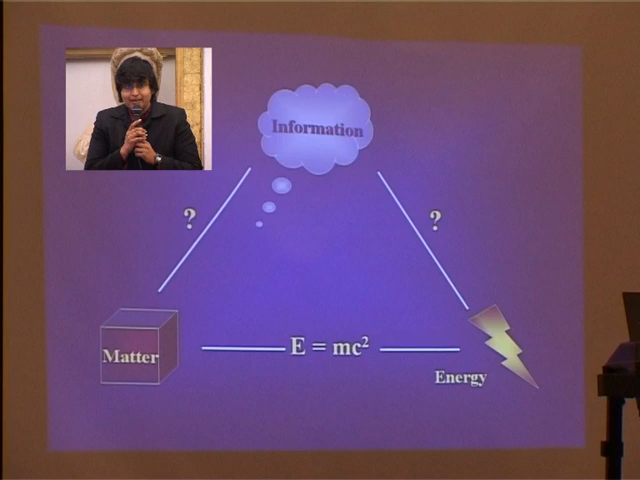 Information
?
?
Matter
E = mc²
Energy